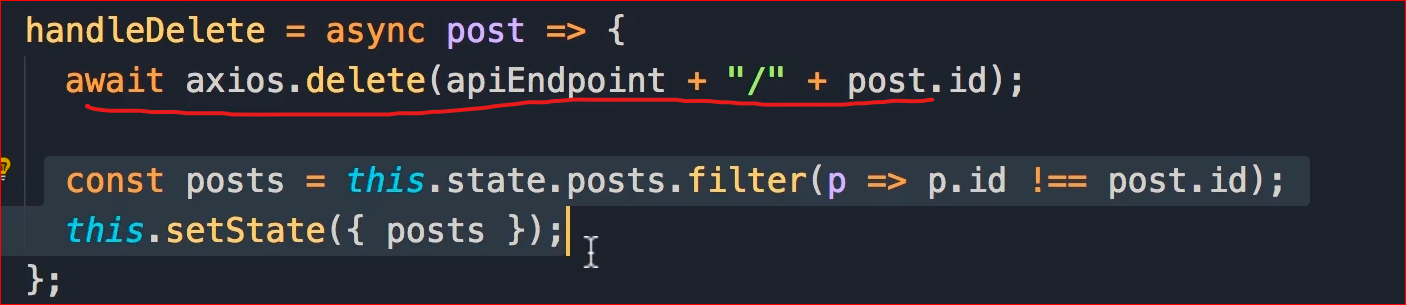 handleDelete = async post => {
await axios.delete(apiEndpoint + "/" + post.id);
const posts = this.state.posts.filter(p => p.id !== post.id);
this.setState({ posts });
};